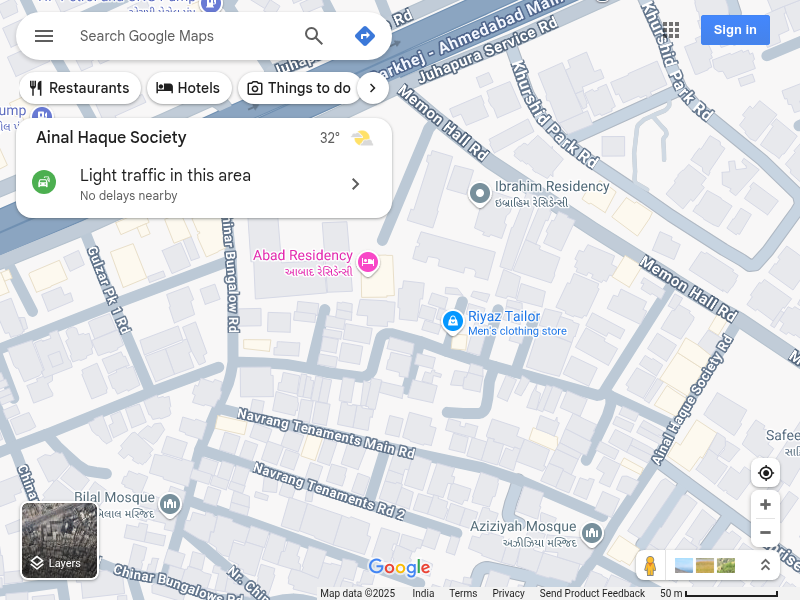 Search Google Maps
Sign in
Restaurants
Hotels
Things to do
Ainal Haque Society
32°
Light traffic in this area
No delays nearby
Sarkhej - Ahmedabad Main
Juhapura Service Rd
Khurshid Park Rd
Khurshid Park Rd
Memon Hall Rd
Ibrahim Residency
ઇબ્રાહિમ રેસિડેન્સી
Abad Residency
આબાદ રેસિડેન્સી
Chinar Bungalow Rd
Gulzar Pk 1 Rd
Memon Hall Rd
Riyaz Tailor
Men's clothing store
Ainal Haque Society Rd
Navrang Tenaments Main Rd
Navrang Tenaments Rd 2
Bilal Mosque
બિલાલ મસ્જિદ
Aziziyah Mosque
અઝીઝિયા મસ્જિદ
Chinar Bungalows Rd
Nr. Chin
Layers
Google
Map data ©2025
India
Terms
Privacy
Send Product Feedback
50 m